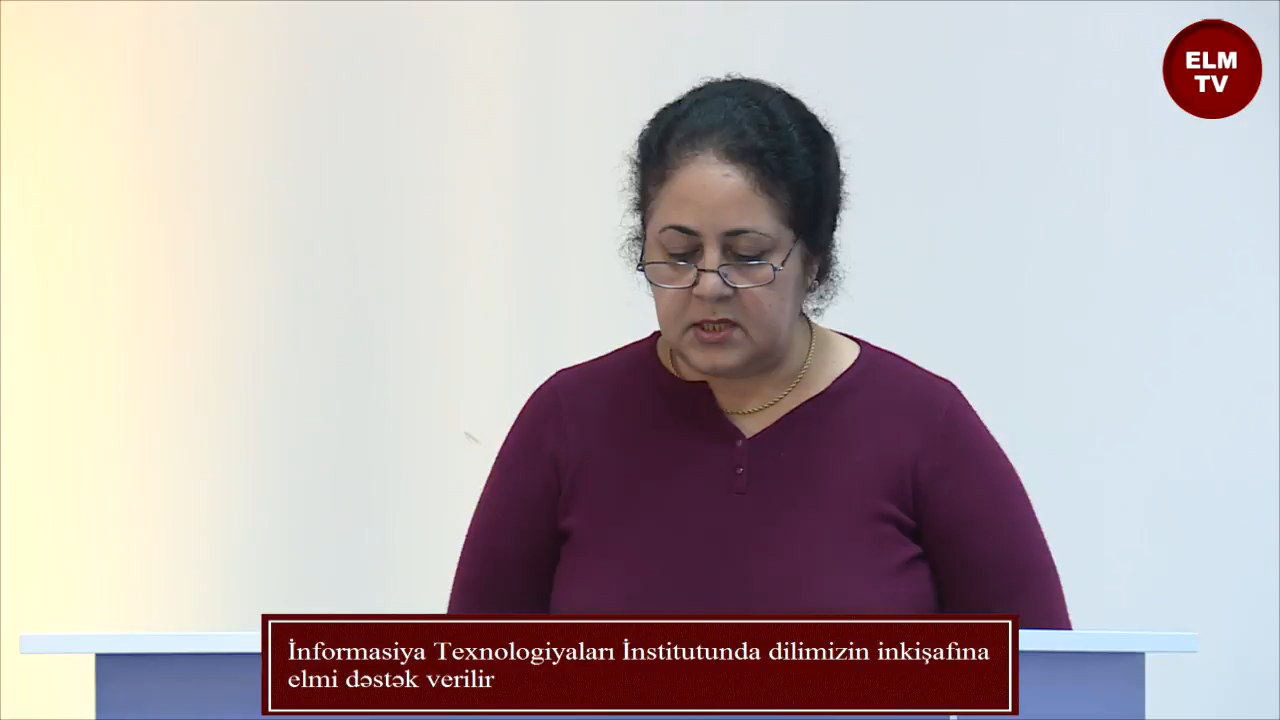 ELM
TV
İnformasiya Texnologiyaları İnstitutunda dilimizin inkişafına
elmi dəstək verilir